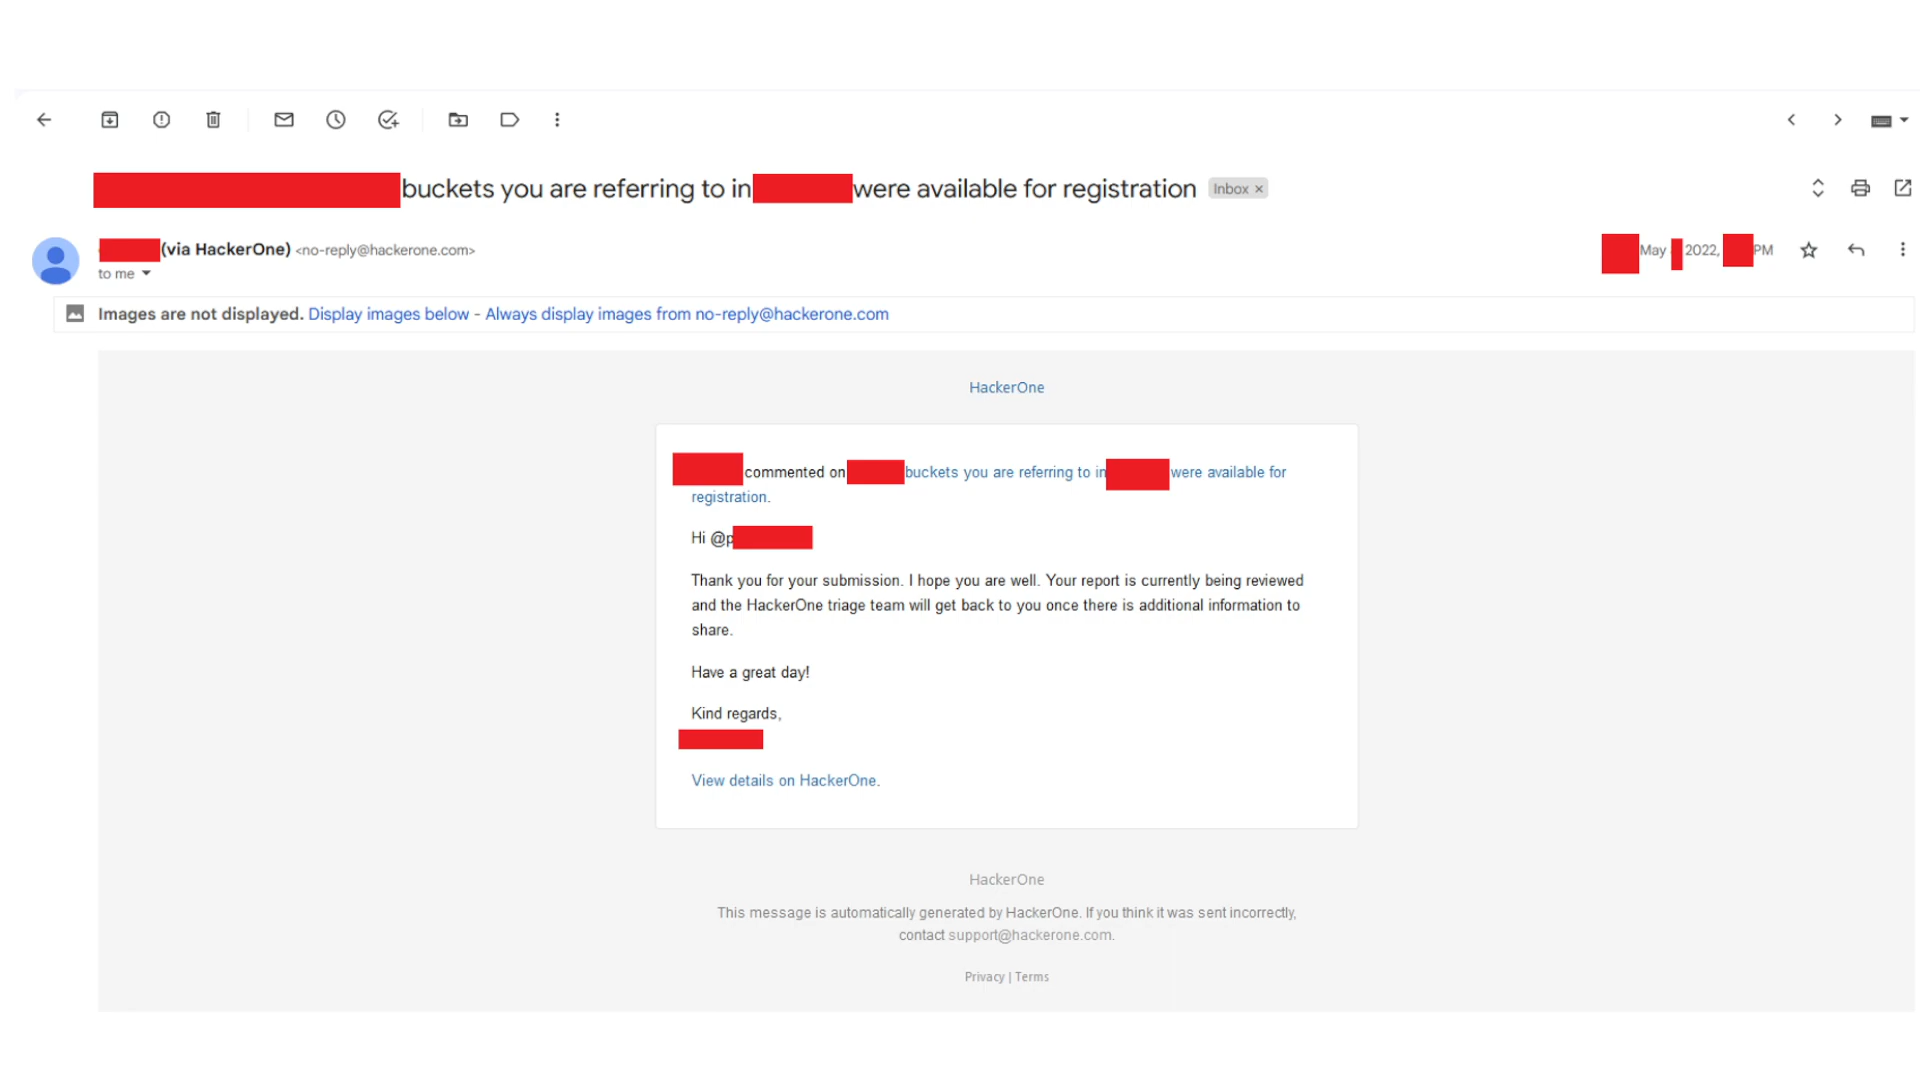 buckets you are referring to in were available for registration Inbox ×
(via HackerOne) <no-reply@hackerone.com> May 2022, PM
to me
Images are not displayed. Display images below - Always display images from no-reply@hackerone.com
HackerOne
commented on buckets you are referring to in were available for
registration.
Hi @p
Thank you for your submission. I hope you are well. Your report is currently being reviewed
and the HackerOne triage team will get back to you once there is additional information to
share.
Have a great day!
Kind regards,
View details on HackerOne.
HackerOne
This message is automatically generated by HackerOne. If you think it was sent incorrectly,
contact support@hackerone.com.
Privacy | Terms